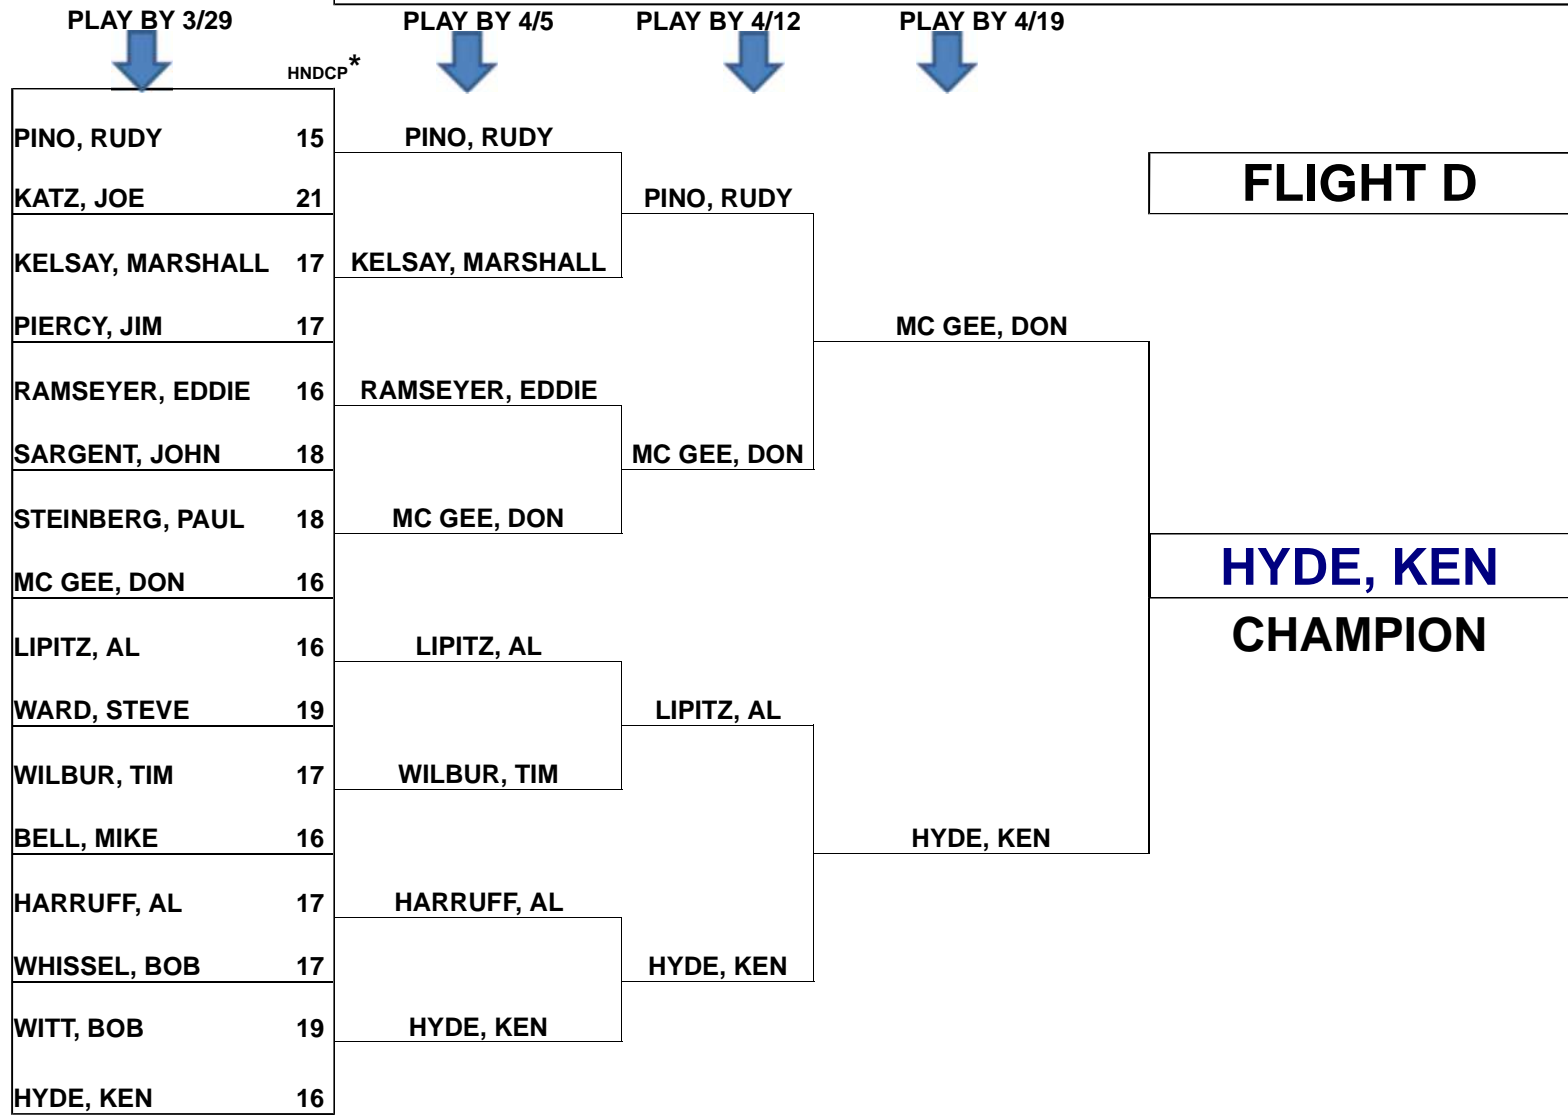 PLAY BY 3/29 PLAY BY 4/5 PLAY BY 4/12 PLAY BY 4/19
HNDCP*
PINO, RUDY 15 PINO, RUDY
FLIGHT D
KATZ, JOE 21 PINO, RUDY
KELSAY, MARSHALL 17 KELSAY, MARSHALL
PIERCY, JIM 17 MC GEE, DON
RAMSEYER, EDDIE 16 RAMSEYER, EDDIE
SARGENT, JOHN 18 MC GEE, DON
STEINBERG, PAUL 18 MC GEE, DON
HYDE, KEN
MC GEE, DON 16
CHAMPION
LIPITZ, AL 16 LIPITZ, AL
WARD, STEVE 19 LIPITZ, AL
WILBUR, TIM 17 WILBUR, TIM
BELL, MIKE 16 HYDE, KEN
HARRUFF, AL 17 HARRUFF, AL
WHISSEL, BOB 17 HYDE, KEN
WITT, BOB 19 HYDE, KEN
HYDE, KEN 16